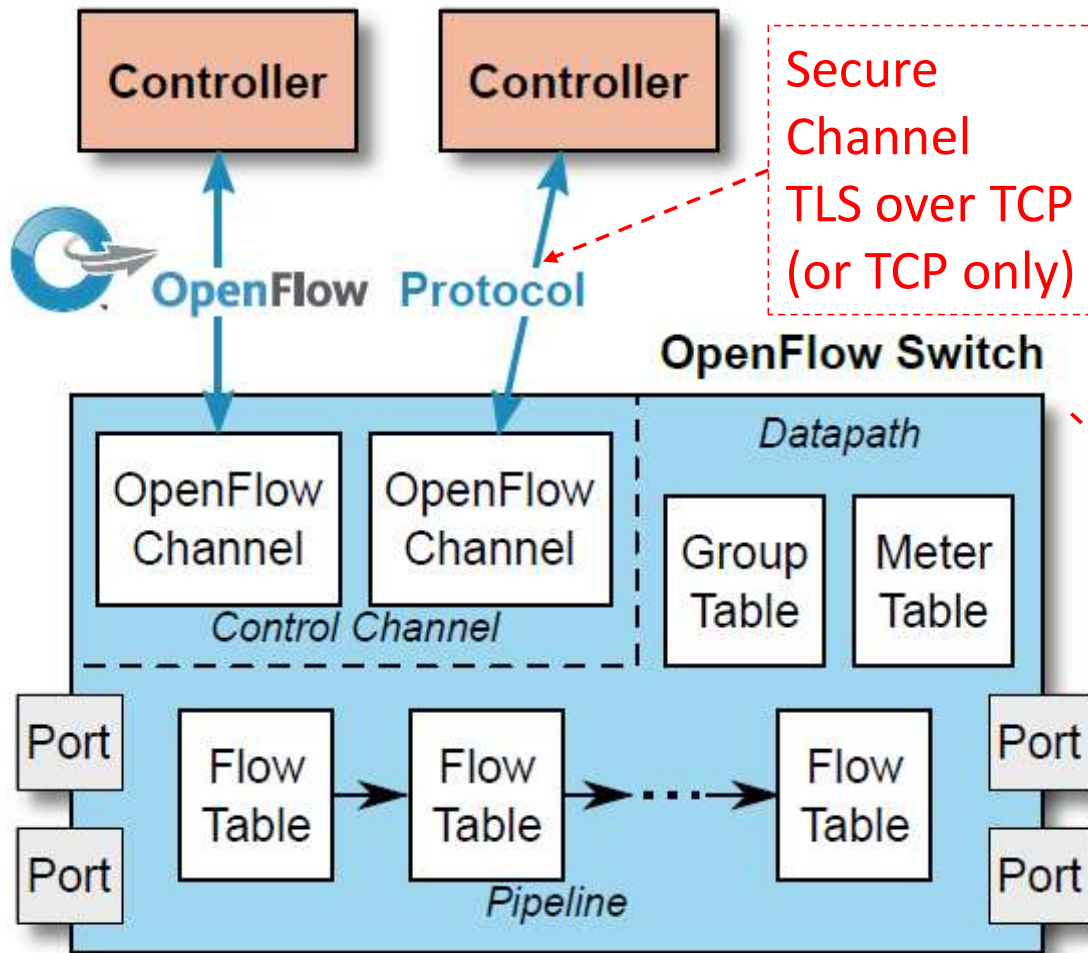 Controller
Controller
Secure
Channel
TLS over TCP
(or TCP only)
OpenFlow Protocol
OpenFlow Switch
OpenFlow
Channel
OpenFlow
Channel
Control Channel
Datapath
Group
Table
Meter
Table
Port
Port
Flow
Table
Flow
Table
Flow
Table
Pipeline
Port
Port